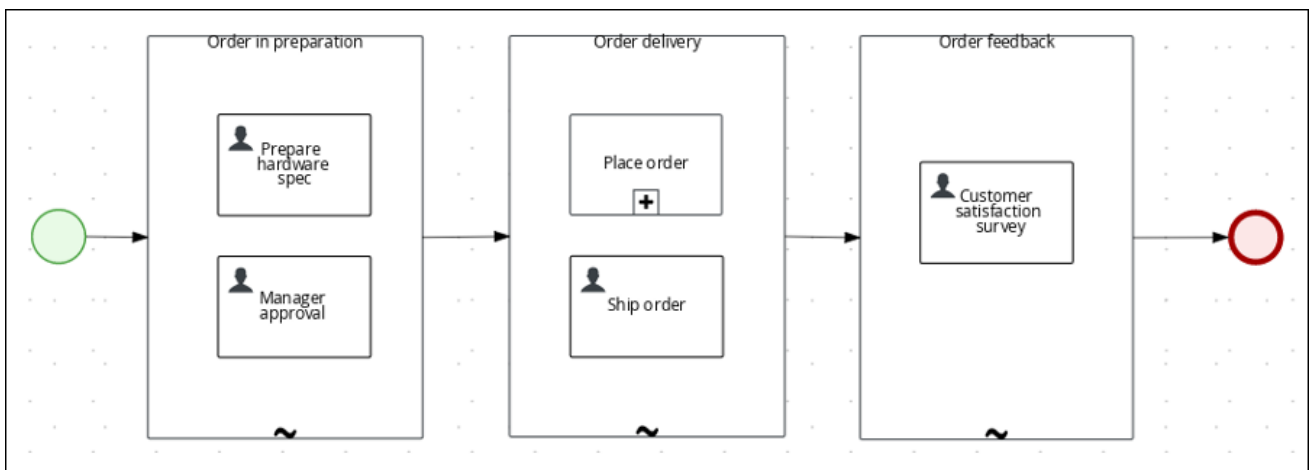 Order in preparation
Order delivery
Order feedback
Prepare
hardware
spec
Manager
approval
Place order
Ship order
Customer
satisfaction
survey